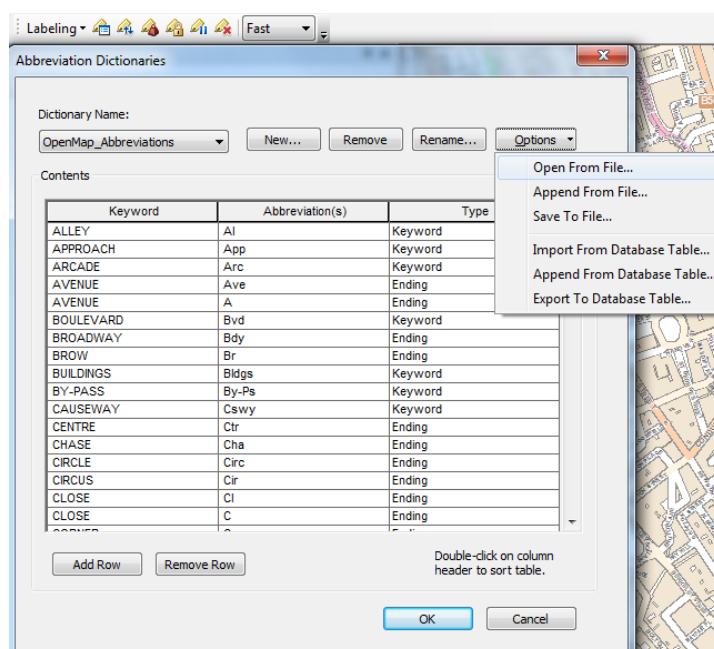 Labeling Fast
Abbreviation Dictionaries
Dictionary Name:
OpenMap_Abbreviations New... Remove Rename... Options
Open From File...
Append From File...
Save To File...
Import From Database Table...
Append From Database Table...
Export To Database Table...
Contents
Keyword Abbreviation(s) Type
ALLEY Al Keyword
APPROACH App Keyword
ARCADE Arc Keyword
AVENUE Ave Ending
AVENUE A Ending
BOULEVARD Bvd Keyword
BROADWAY Bdy Ending
BROW Br Ending
BUILDINGS Bldgs Keyword
BY-PASS By-Ps Keyword
CAUSEWAY Cswy Keyword
CENTRE Ctr Ending
CHASE Cha Ending
CIRCLE Circ Ending
CIRCUS Cir Ending
CLOSE Cl Ending
CLOSE C Ending
Add Row Remove Row
Double-click on column
header to sort table.
OK Cancel